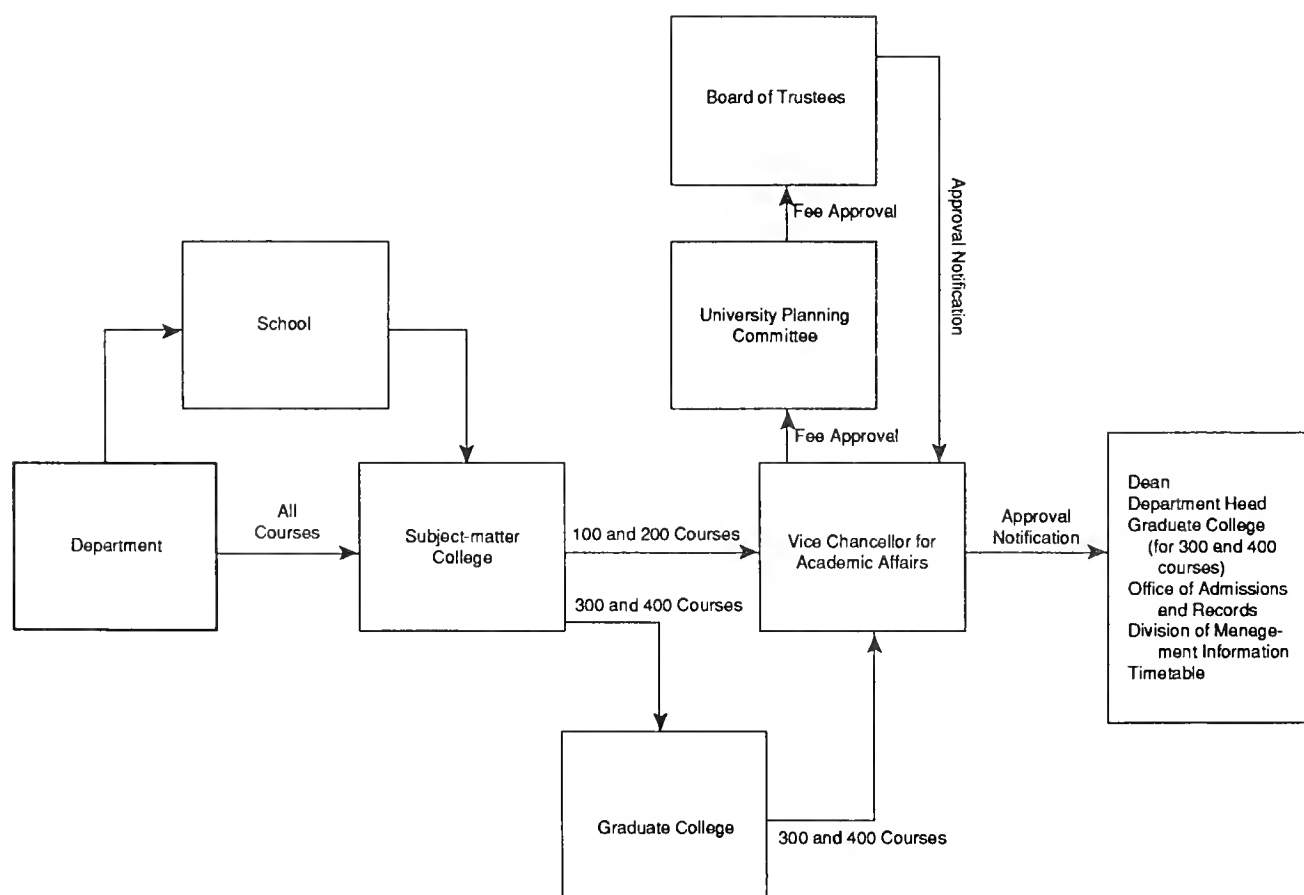 Board of Trustees
Approval Notification
Fee Approval
University Planning
Committee
Fee Approval
School
Department
All
Courses
Subject-matter
College
100 and 200 Courses
300 and 400 Courses
Vice Chancellor for
Academic Affairs
Approval
Notification
Dean
Department Head
Graduate College
(for 300 and 400
courses)
Office of Admissions
and Records
Division of Manage-
ment Information
Timetable
Graduate College
300 and 400 Courses